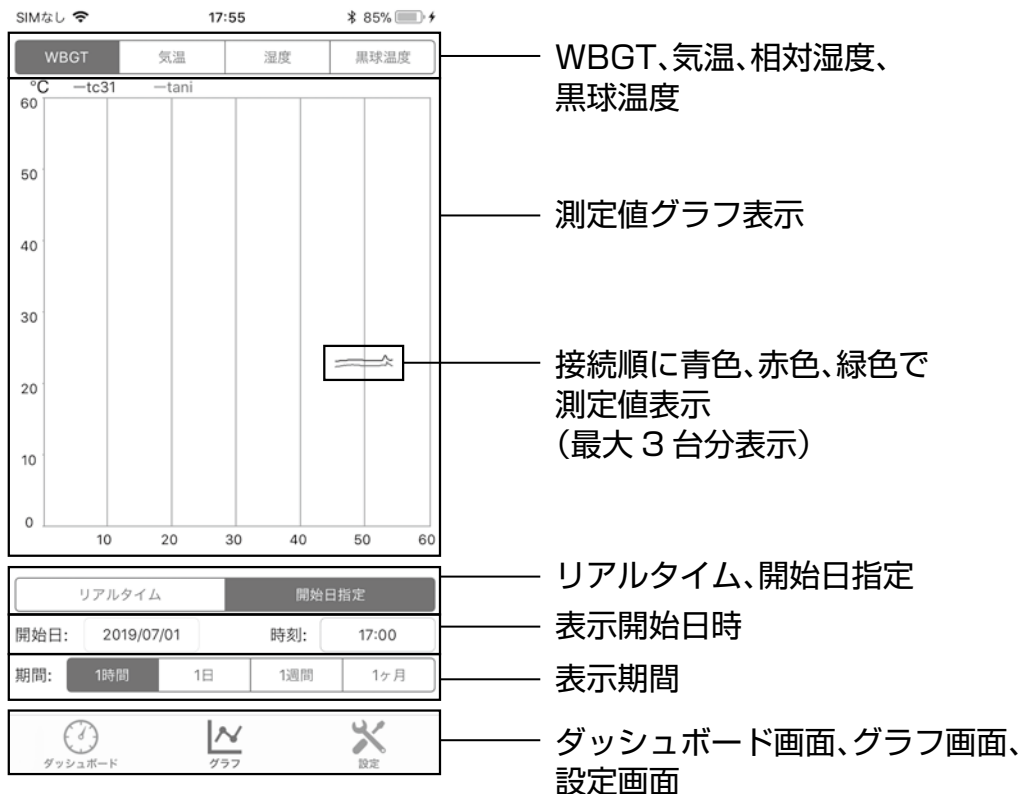 SIMなし 17:55 85%
WBGT 気温 湿度 黒球温度
WBGT、気温、相対湿度、
黒球温度
℃ —tc31 —tani
60
50
測定値グラフ表示
40
30
接続順に青色、赤色、緑色で
測定値表示
(最大 3 台分表示)
20
10
0
10 20 30 40 50 60
リアルタイム 開始日指定
リアルタイム、開始日指定
開始日: 2019/07/01 時刻: 17:00
表示開始日時
期間: 1時間 1日 1週間 1ヶ月
表示期間
ダッシュボード グラフ 設定
ダッシュボード画面、グラフ画面、
設定画面